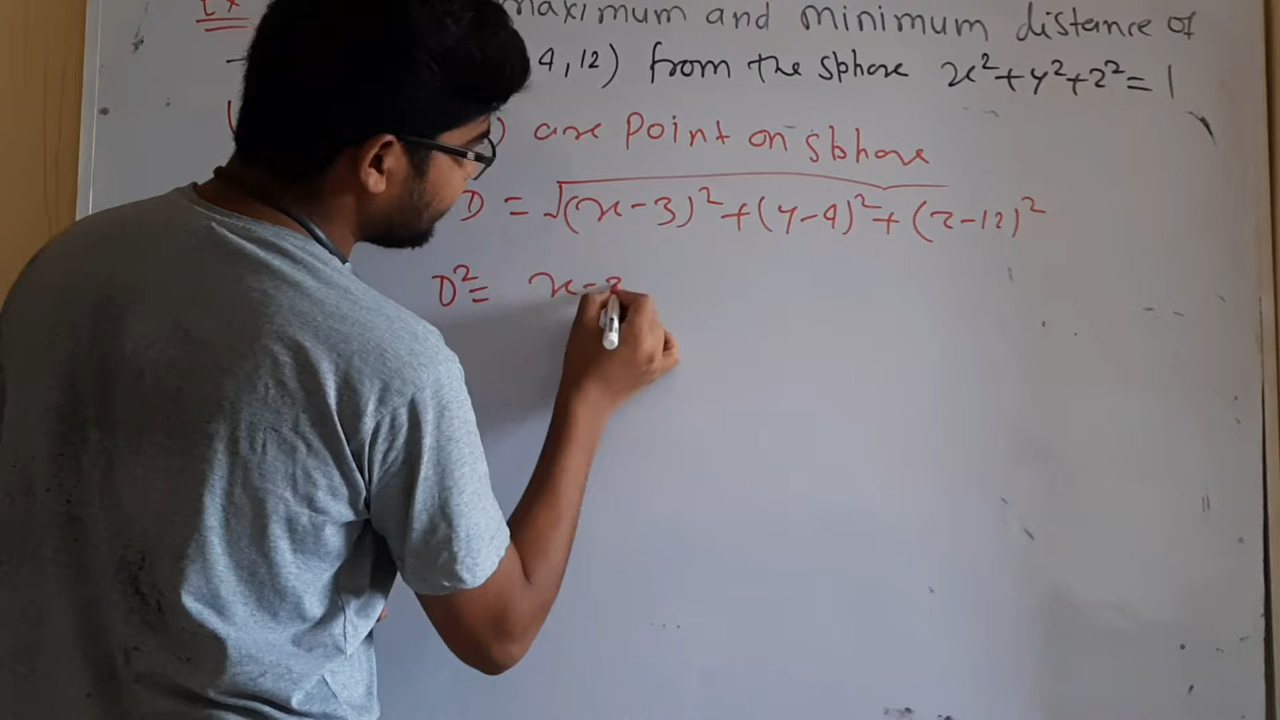 Ex maximum and minimum distance of
4,12) from the sphere x²+y²+z²=1
( ) are point on sphere
D = √(x-3)²+(y-4)²+(z-12)²
D²= x-3